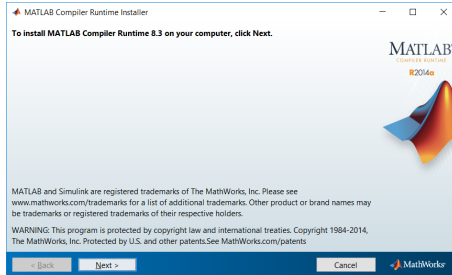 MATLAB Compiler Runtime Installer
To install MATLAB Compiler Runtime 8.3 on your computer, click Next.
MATLAB®
COMPILER RUNTIME
R2014a
MATLAB and Simulink are registered trademarks of The MathWorks, Inc. Please see
www.mathworks.com/trademarks for a list of additional trademarks. Other product or brand names may
be trademarks or registered trademarks of their respective holders.
WARNING: This program is protected by copyright law and international treaties. Copyright 1984-2014,
The MathWorks, Inc. Protected by U.S. and other patents.See MathWorks.com/patents
< Back
Next >
Cancel
MathWorks®